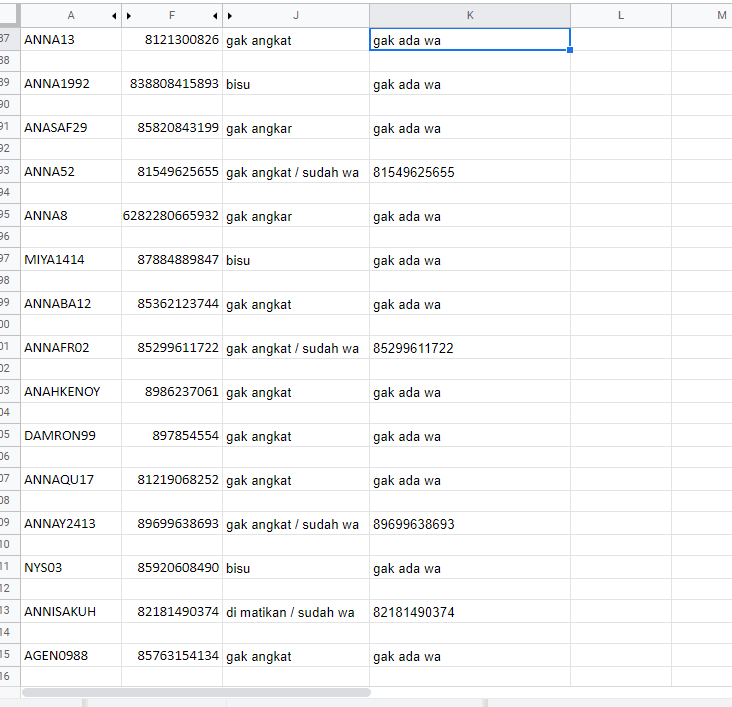 A F J K L M
37 ANNA13 8121300826 gak angkat gak ada wa
38
39 ANNA1992 838808415893 bisu gak ada wa
90
91 ANASAF29 85820843199 gak angkar gak ada wa
92
93 ANNA52 81549625655 gak angkat / sudah wa 81549625655
94
95 ANNA8 6282280665932 gak angkar gak ada wa
96
97 MIYA1414 87884889847 bisu gak ada wa
98
99 ANNABA12 85362123744 gak angkat gak ada wa
00
01 ANNAFR02 85299611722 gak angkat / sudah wa 85299611722
02
03 ANAHKENOY 8986237061 gak angkat gak ada wa
04
05 DAMRON99 897854554 gak angkat gak ada wa
06
07 ANNAQU17 81219068252 gak angkat gak ada wa
08
09 ANNAY2413 89699638693 gak angkat / sudah wa 89699638693
10
11 NYS03 85920608490 bisu gak ada wa
12
13 ANNISAKUH 82181490374 di matikan / sudah wa 82181490374
14
15 AGEN0988 85763154134 gak angkat gak ada wa
16